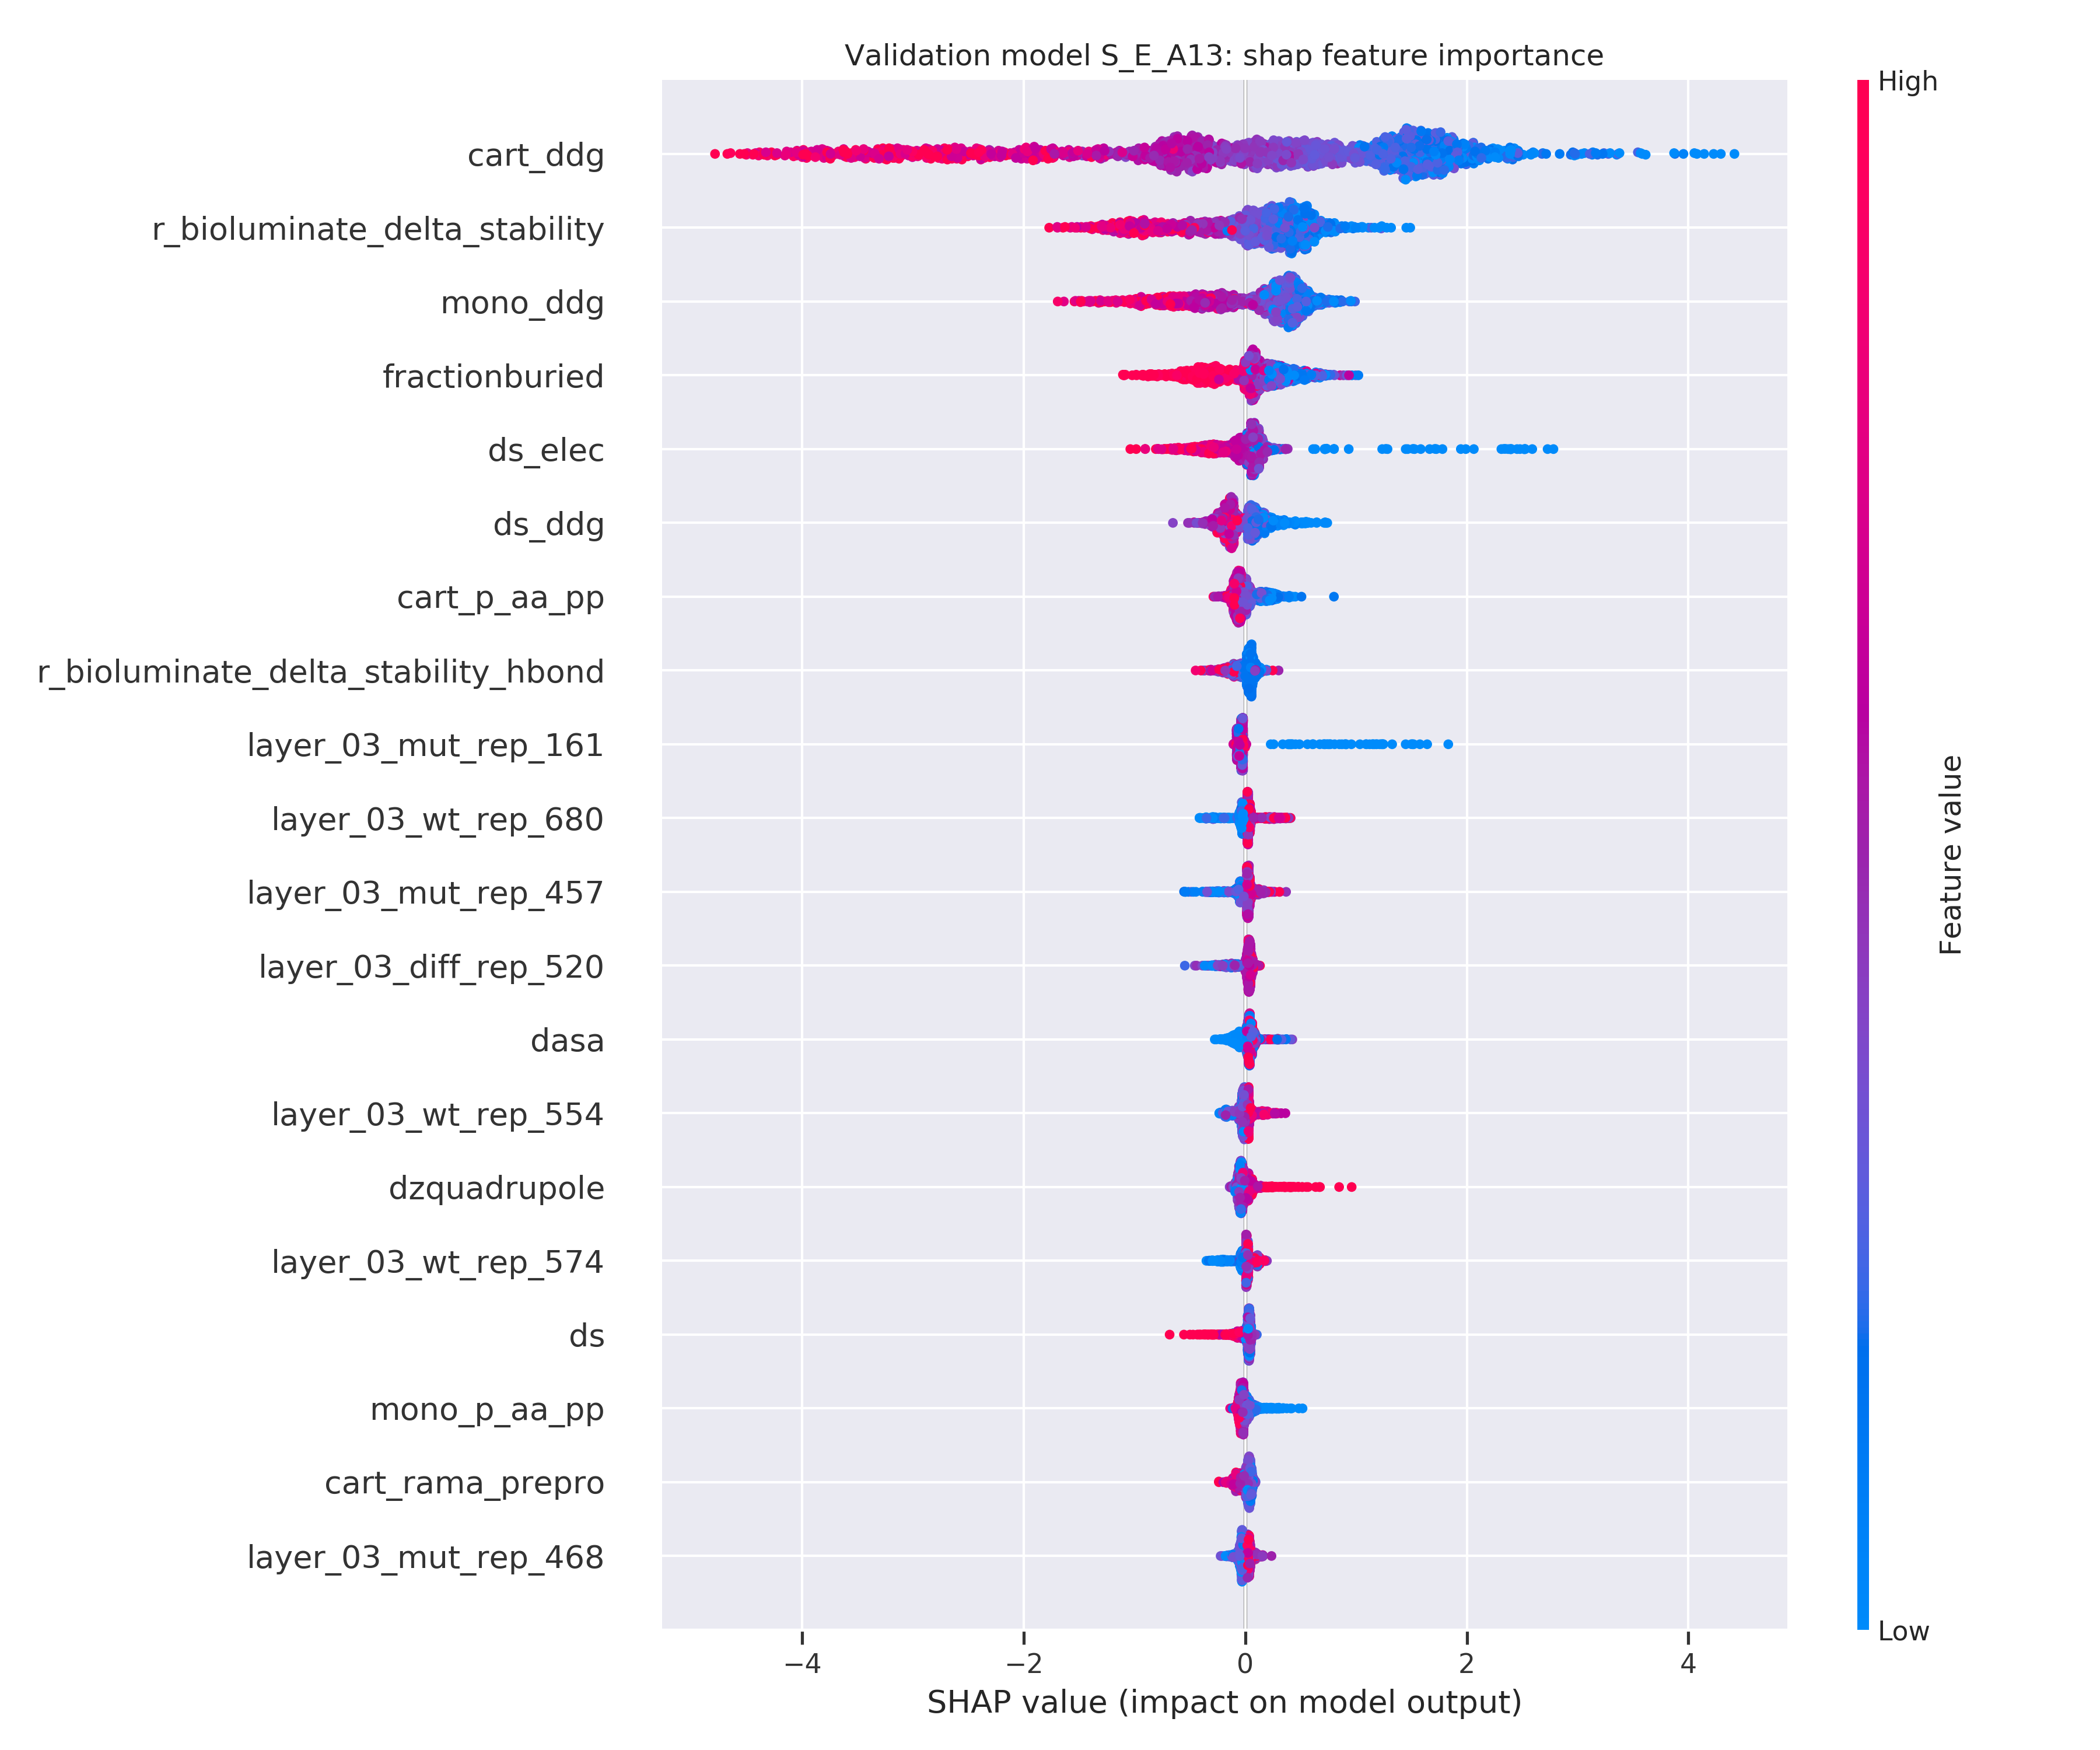 Validation model S_E_A13: shap feature importance
High
cart_ddg
r_bioluminate_delta_stability
mono_ddg
fractionburied
ds_elec
ds_ddg
cart_p_aa_pp
r_bioluminate_delta_stability_hbond
layer_03_mut_rep_161
layer_03_wt_rep_680
layer_03_mut_rep_457
layer_03_diff_rep_520
dasa
layer_03_wt_rep_554
dzquadrupole
layer_03_wt_rep_574
ds
mono_p_aa_pp
cart_rama_prepro
layer_03_mut_rep_468
Feature value
Low
−4 −2 0 2 4
SHAP value (impact on model output)